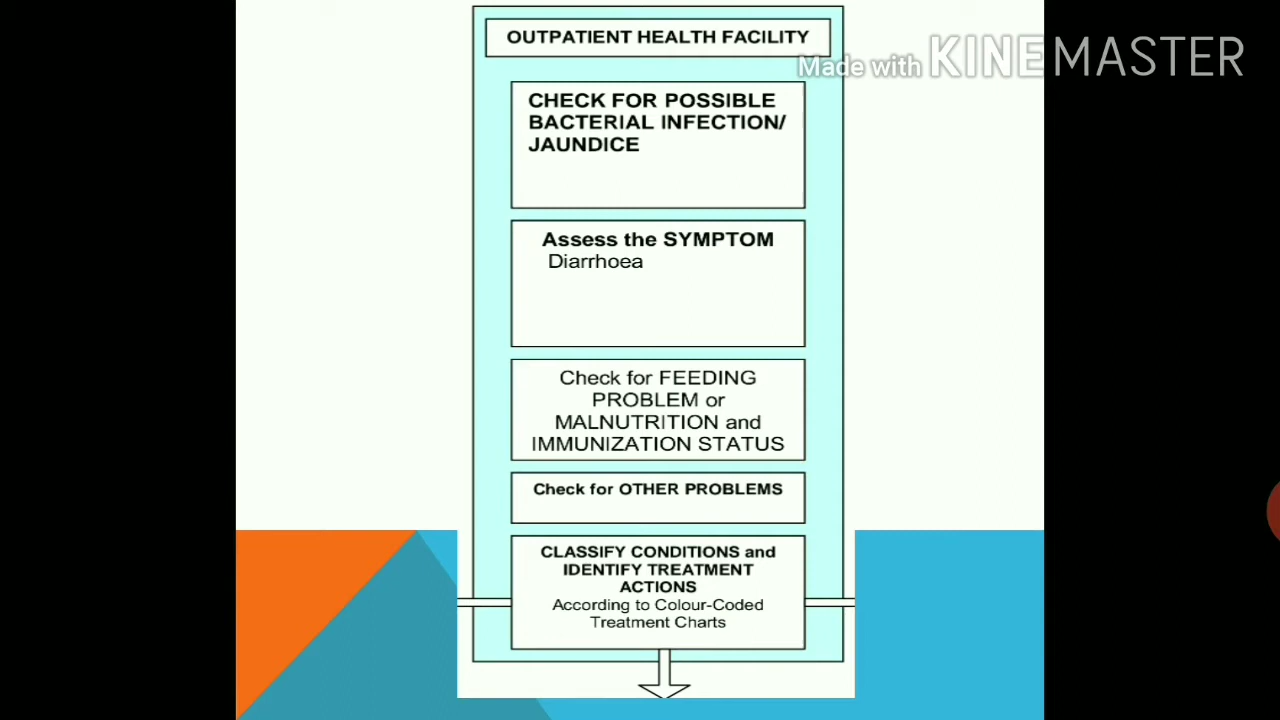 OUTPATIENT HEALTH FACILITY
Made with KINEMASTER
CHECK FOR POSSIBLE
BACTERIAL INFECTION/
JAUNDICE
Assess the SYMPTOM
Diarrhoea
Check for FEEDING
PROBLEM or
MALNUTRITION and
IMMUNIZATION STATUS
Check for OTHER PROBLEMS
CLASSIFY CONDITIONS and
IDENTIFY TREATMENT
ACTIONS
According to Colour-Coded
Treatment Charts